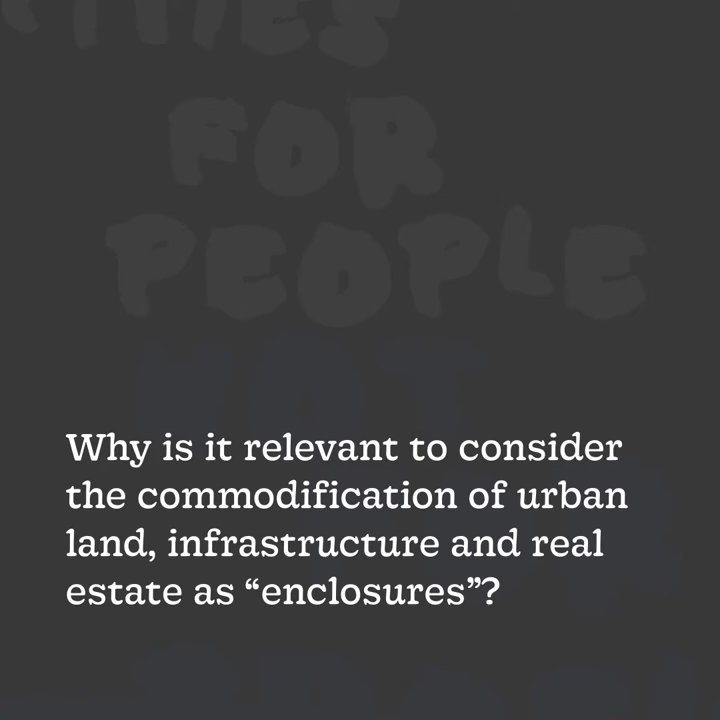 FOR
PEOPLE
NOT
Why is it relevant to consider
the commodification of urban
land, infrastructure and real
estate as “enclosures”?